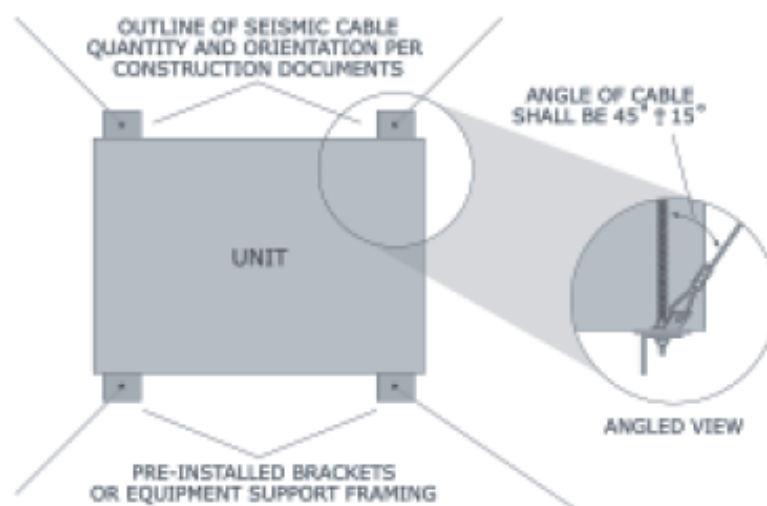 OUTLINE OF SEISMIC CABLE
QUANTITY AND ORIENTATION PER
CONSTRUCTION DOCUMENTS
ANGLE OF CABLE
SHALL BE 45° ± 15°
UNIT
ANGLED VIEW
PRE-INSTALLED BRACKETS
OR EQUIPMENT SUPPORT FRAMING